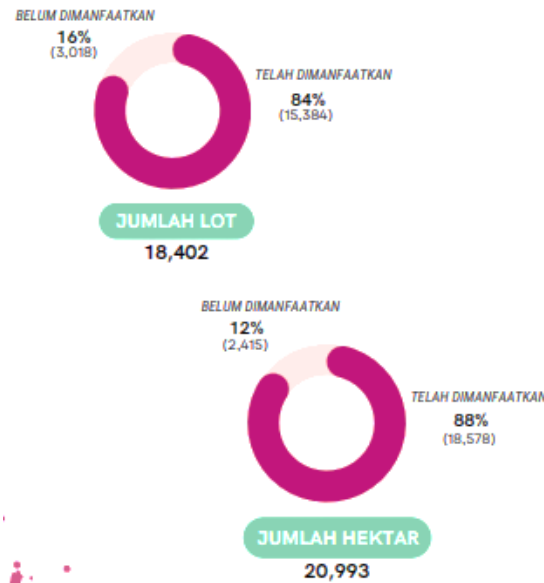 BELUM DIMANFAATKAN
16%
(3,018)
TELAH DIMANFAATKAN
84%
(15,384)
JUMLAH LOT
18,402
BELUM DIMANFAATKAN
12%
(2,415)
TELAH DIMANFAATKAN
88%
(18,578)
JUMLAH HEKTAR
20,993